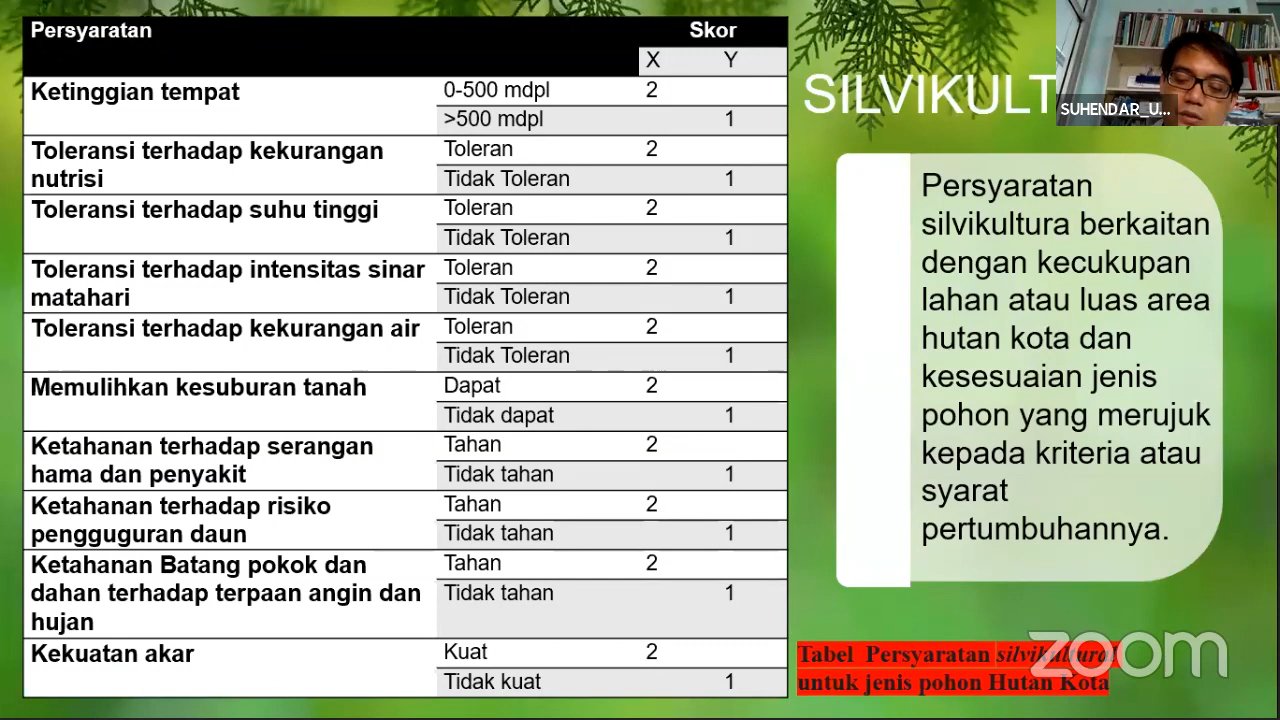 Persyaratan Skor
X Y
Ketinggian tempat 0-500 mdpl 2
>500 mdpl 1
Toleransi terhadap kekurangan Toleran 2
nutrisi Tidak Toleran 1
Toleransi terhadap suhu tinggi Toleran 2
Tidak Toleran 1
Toleransi terhadap intensitas sinar Toleran 2
matahari Tidak Toleran 1
Toleransi terhadap kekurangan air Toleran 2
Tidak Toleran 1
Memulihkan kesuburan tanah Dapat 2
Tidak dapat 1
Ketahanan terhadap serangan Tahan 2
hama dan penyakit Tidak tahan 1
Ketahanan terhadap risiko Tahan 2
pengguguran daun Tidak tahan 1
Ketahanan Batang pokok dan Tahan 2
dahan terhadap terpaan angin dan Tidak tahan 1
hujan
Kekuatan akar Kuat 2
Tidak kuat 1
SILVIKULT
SUHENDAR_U...
Persyaratan
silvikultura berkaitan
dengan kecukupan
lahan atau luas area
hutan kota dan
kesesuaian jenis
pohon yang merujuk
kepada kriteria atau
syarat
pertumbuhannya.
Tabel Persyaratan silvikultural
untuk jenis pohon Hutan Kota
zoom